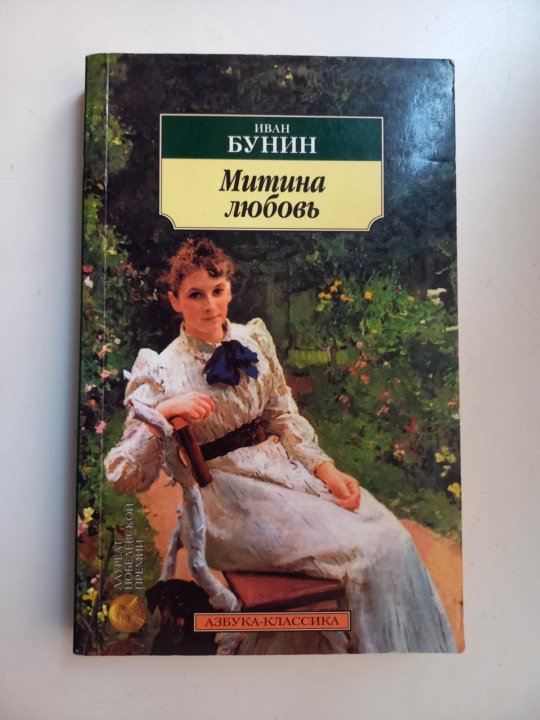 ИВАН
БУНИН
Митина
любовь
ЛАУРЕАТ
НОБЕЛЕВСКОЙ
ПРЕМИИ
АЗБУКА-КЛАССИКА